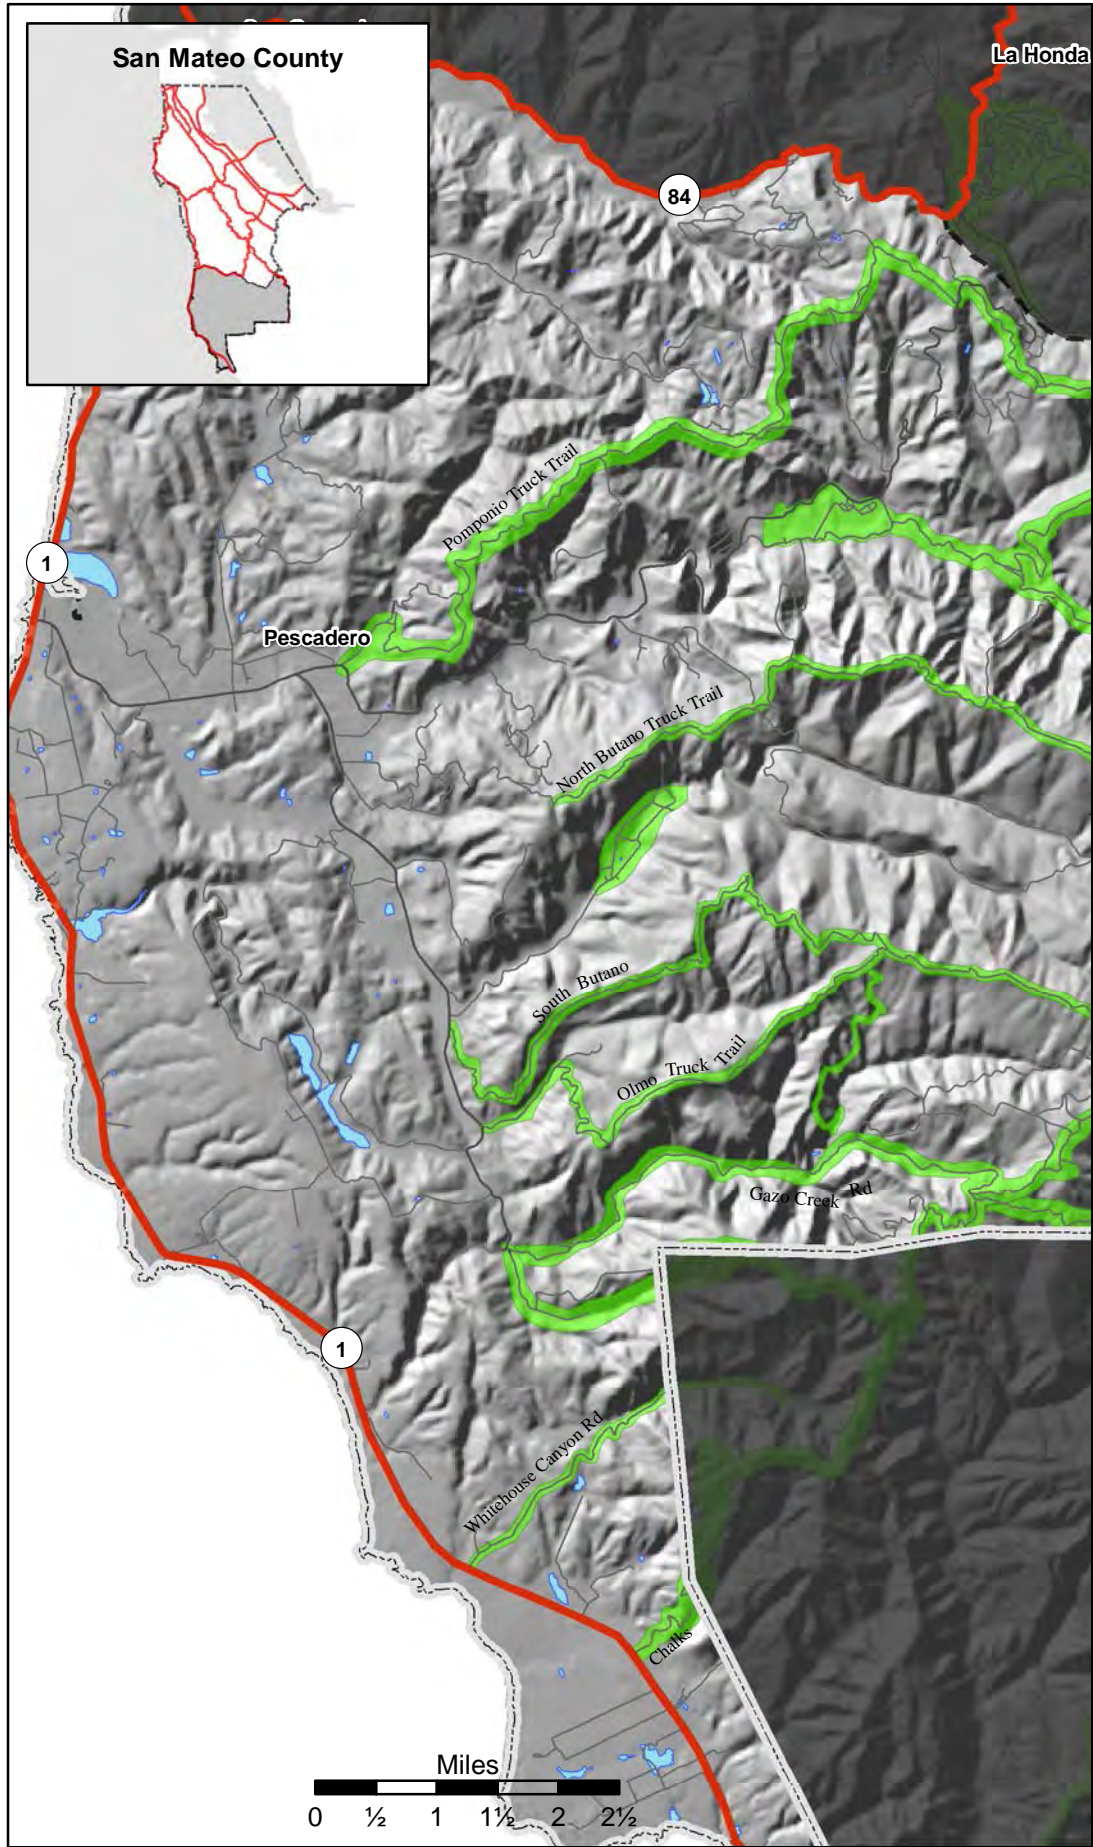 San Mateo County
La Honda
84
Pomponio Truck Trail
1
Pescadero
North Butano Truck Trail
South Butano
Olmo Truck Trail
Gazo Creek Rd
1
Whitehouse Canyon Rd
Chalks
Miles
0 ½ 1 1½ 2 2½